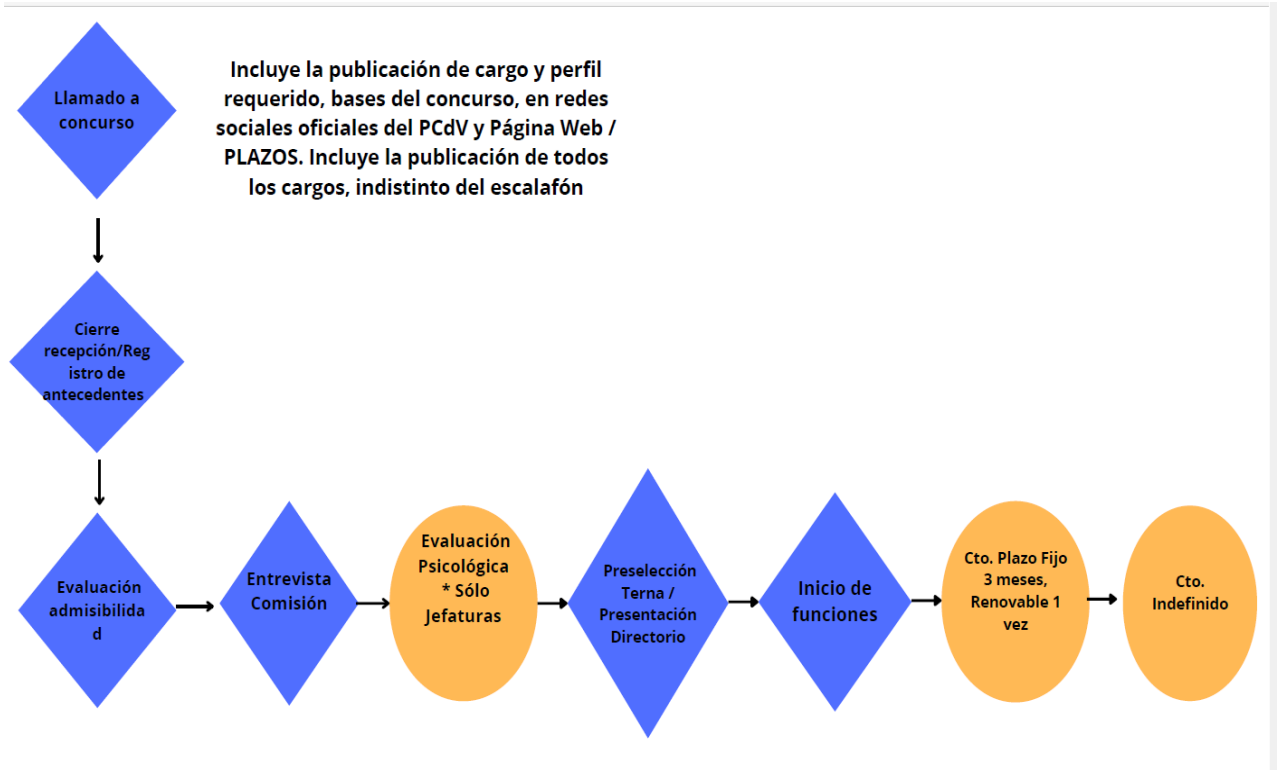 Llamado a
concurso
Incluye la publicación de cargo y perfil
requerido, bases del concurso, en redes
sociales oficiales del PCdV y Página Web /
PLAZOS. Incluye la publicación de todos
los cargos, indistinto del escalafón
Cierre
recepción/Reg
istro de
antecedentes
Evaluación
admisibilida
d
Entrevista
Comisión
Evaluación
Psicológica
* Sólo
Jefaturas
Preselección
Terna /
Presentación
Directorio
Inicio de
funciones
Cto. Plazo Fijo
3 meses,
Renovable 1
vez
Cto.
Indefinido